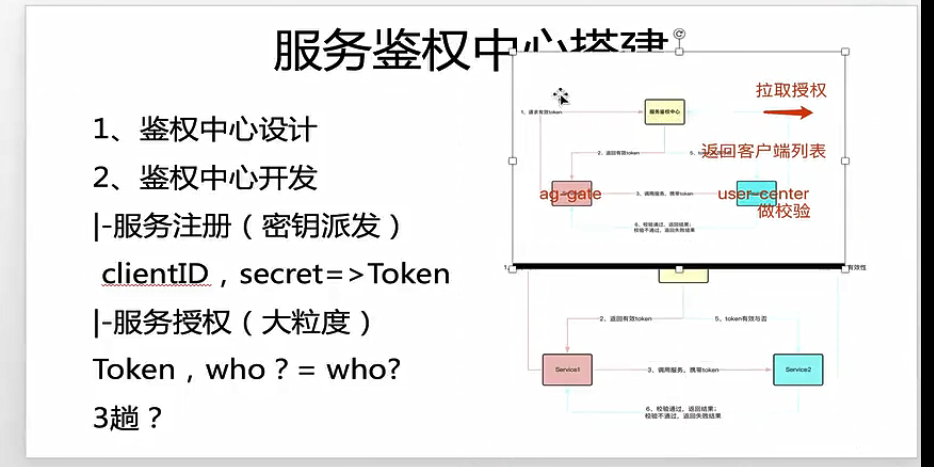 服务鉴权中心搭建
1、鉴权中心设计
2、鉴权中心开发
|-服务注册（密钥派发）
clientID，secret=>Token
|-服务授权（大粒度）
Token，who？= who?
3趟？
拉取授权
1、请求有效token
服务鉴权中心
2、返回有效token
5、
返回客户端列表
ag-gate
3、调用服务、携带token
user-center
做校验
6、校验通过，返回结果；
校验不通过，返回失败结果
1、
有效性
2、返回有效token
5、token有效与否
Service1
3、调用服务、携带token
Service2
6、校验通过，返回结果；
校验不通过，返回失败结果